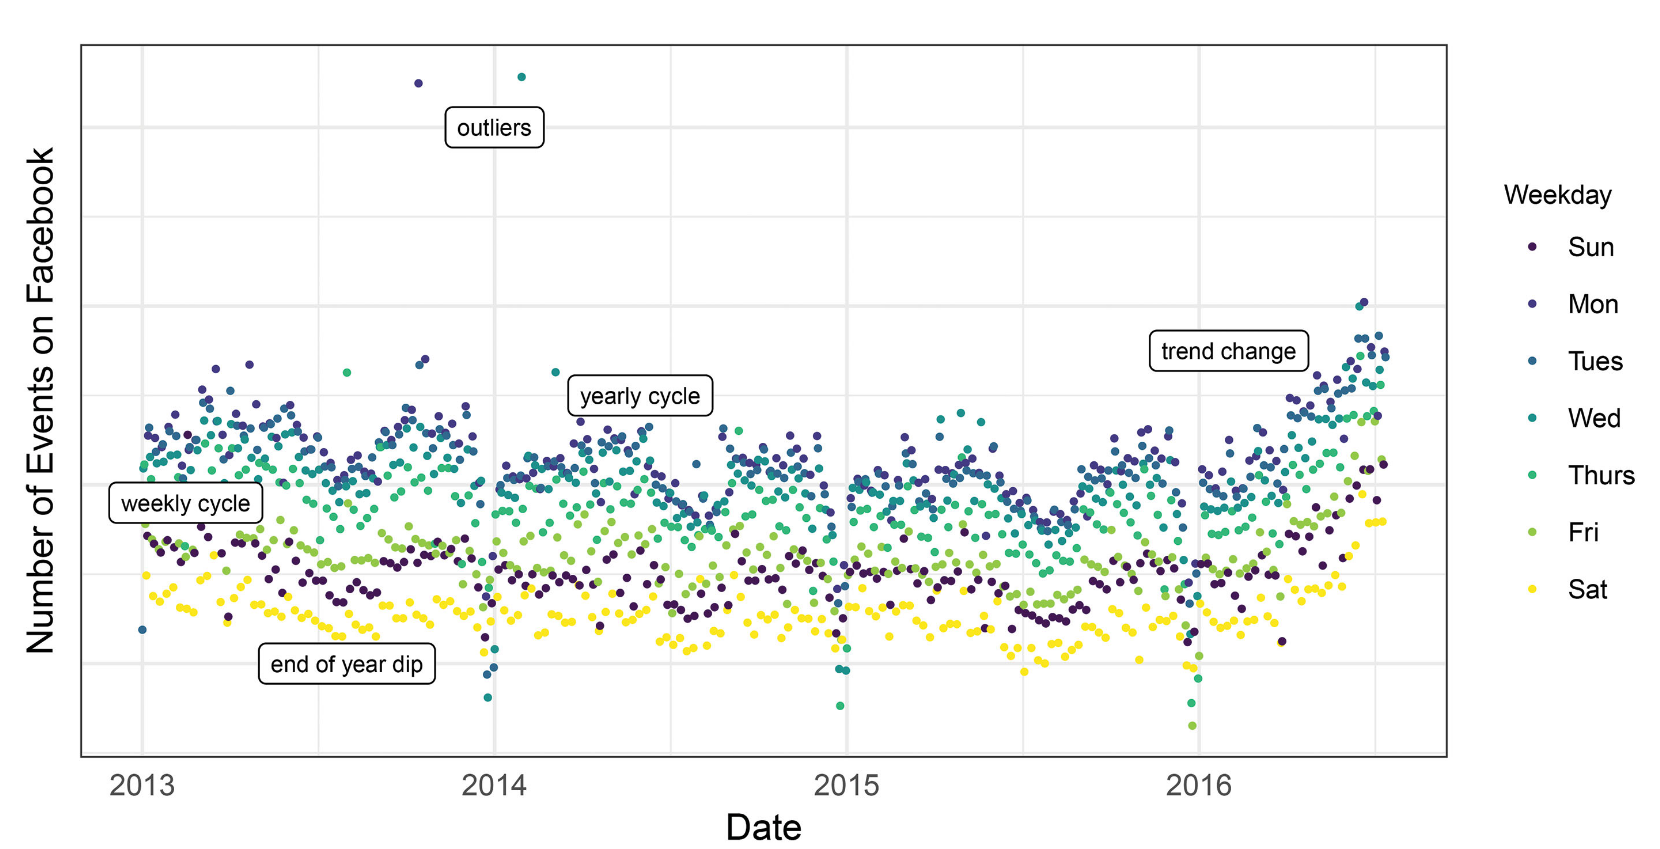 outliers
yearly cycle
trend change
weekly cycle
end of year dip
Number of Events on Facebook
2013
2014
2015
2016
Date
Weekday
Sun
Mon
Tues
Wed
Thurs
Fri
Sat